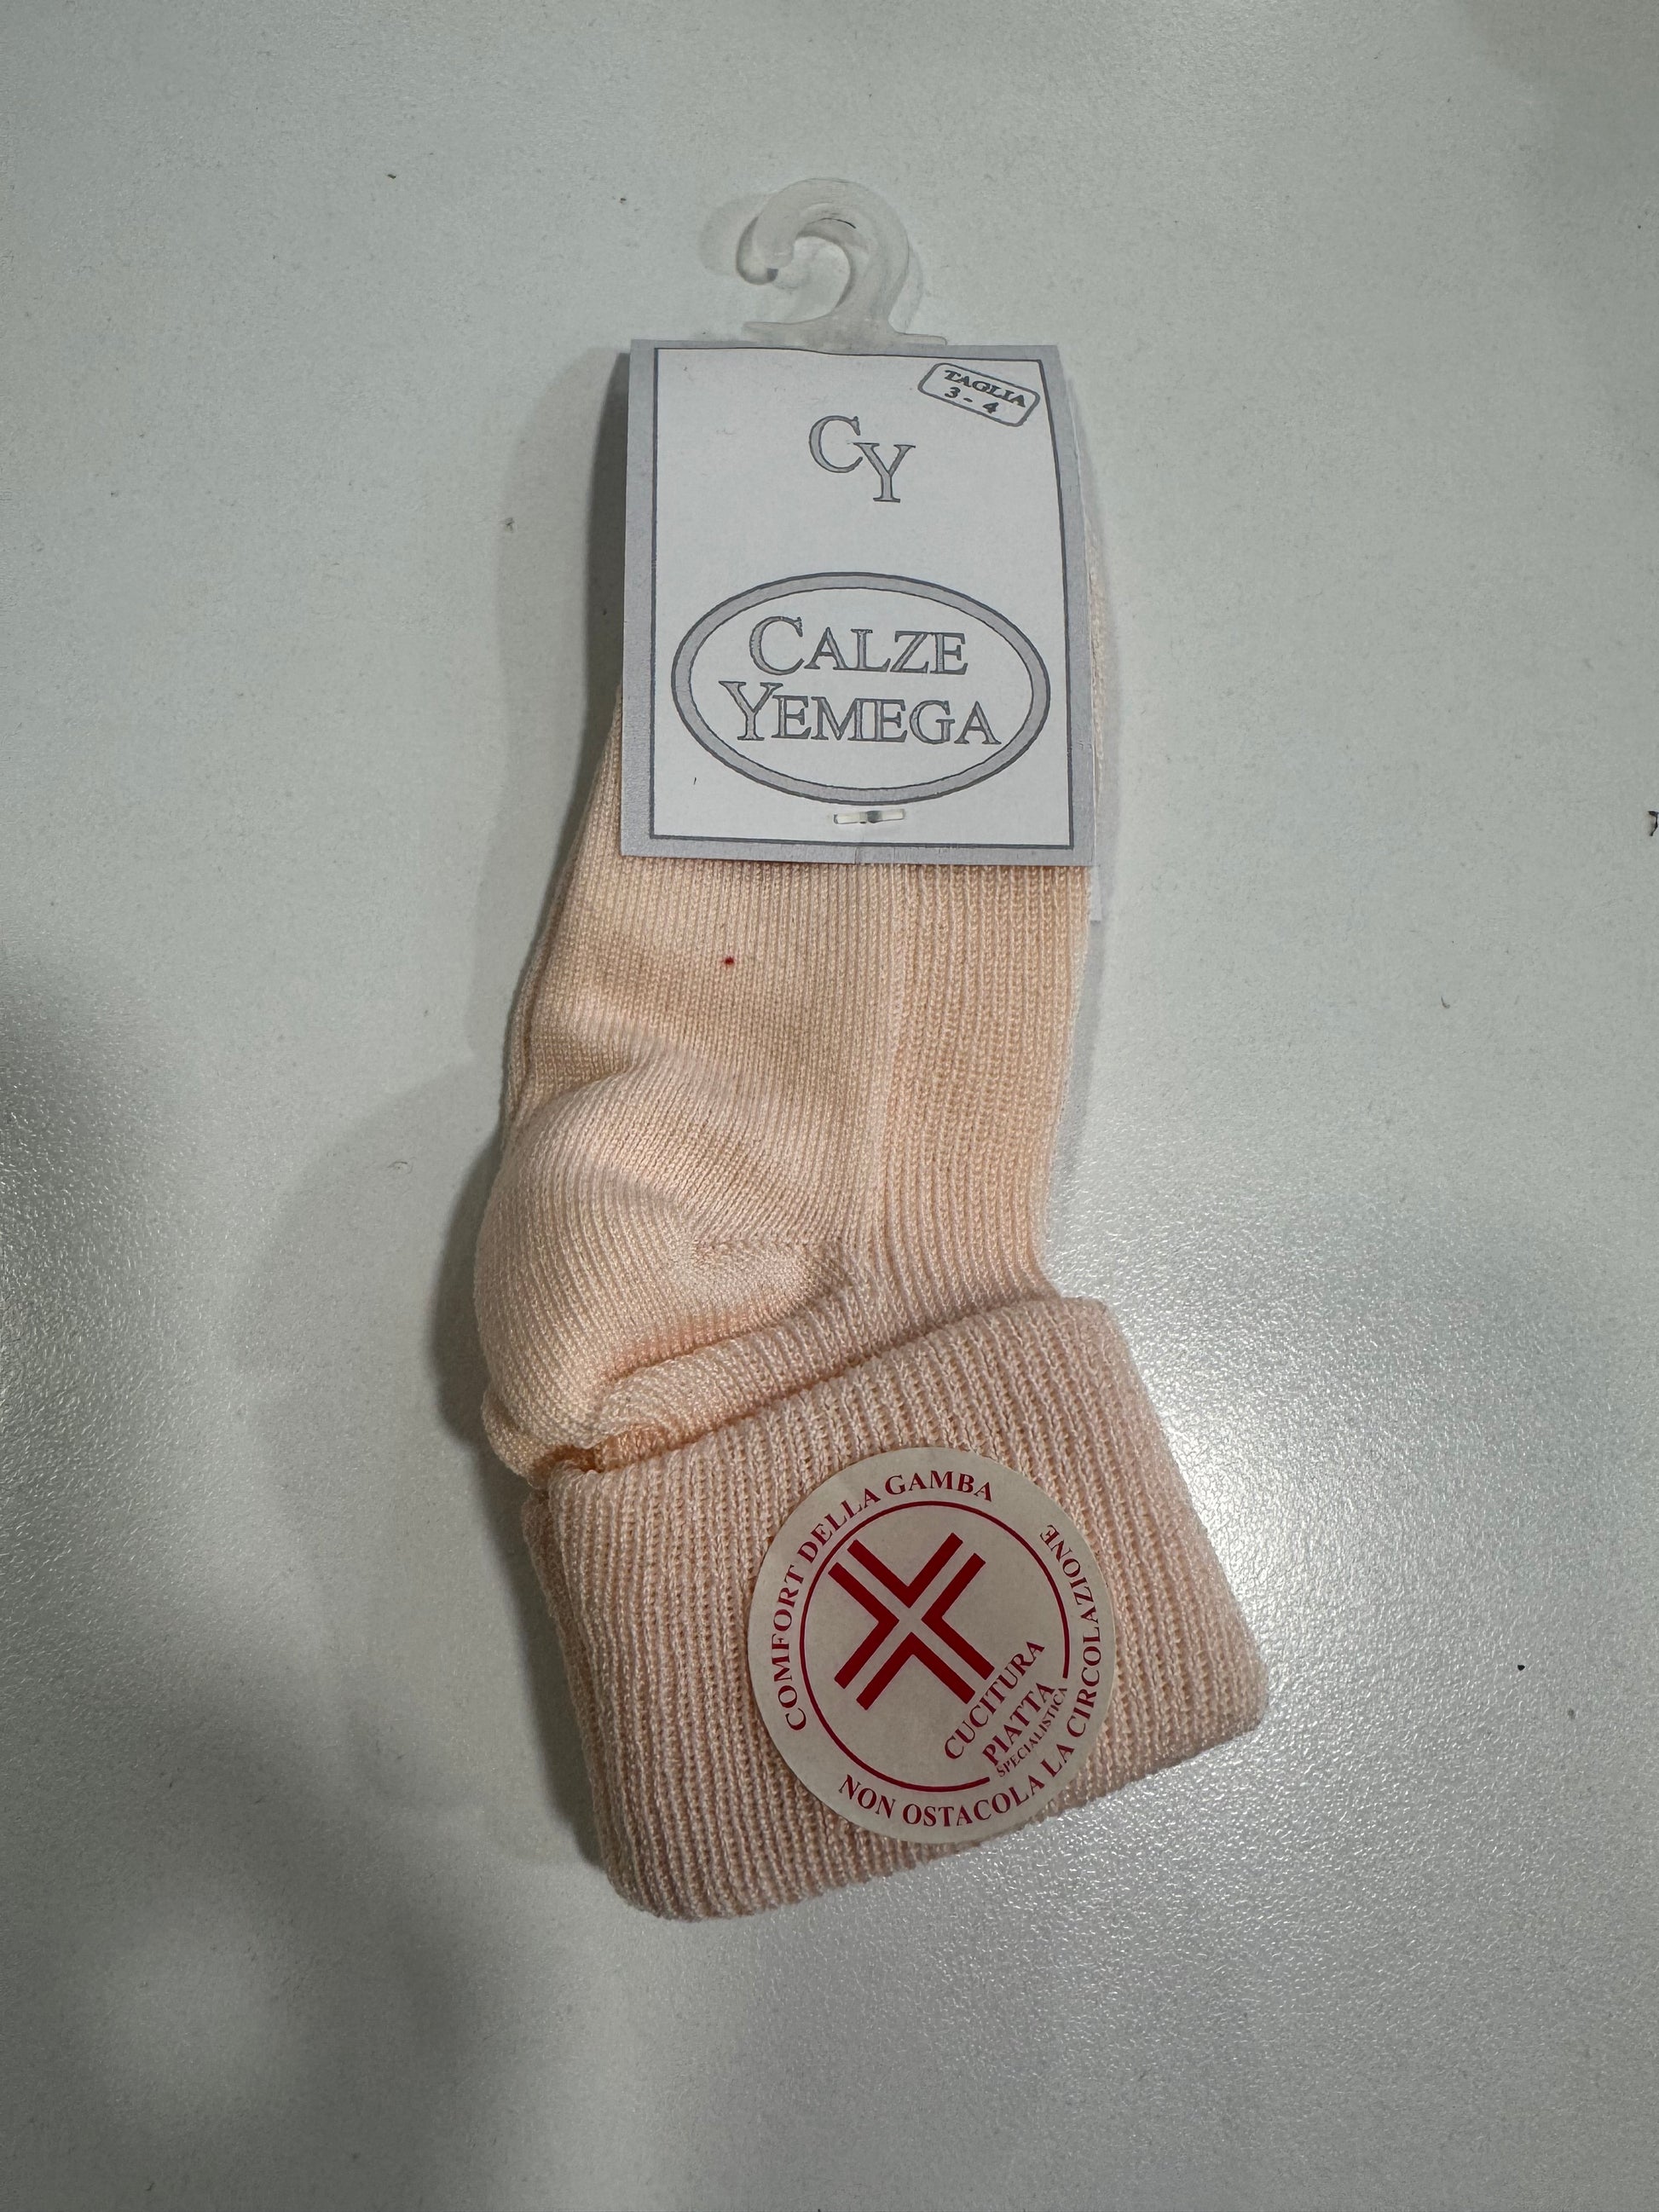 TAGLIA
3 - 4
CY
CALZE
YEMEGA
COMFORT DELLA GAMBA
CUCITURA
PIATTA
SPECIALISTICA
NON OSTACOLA LA CIRCOLAZIONE